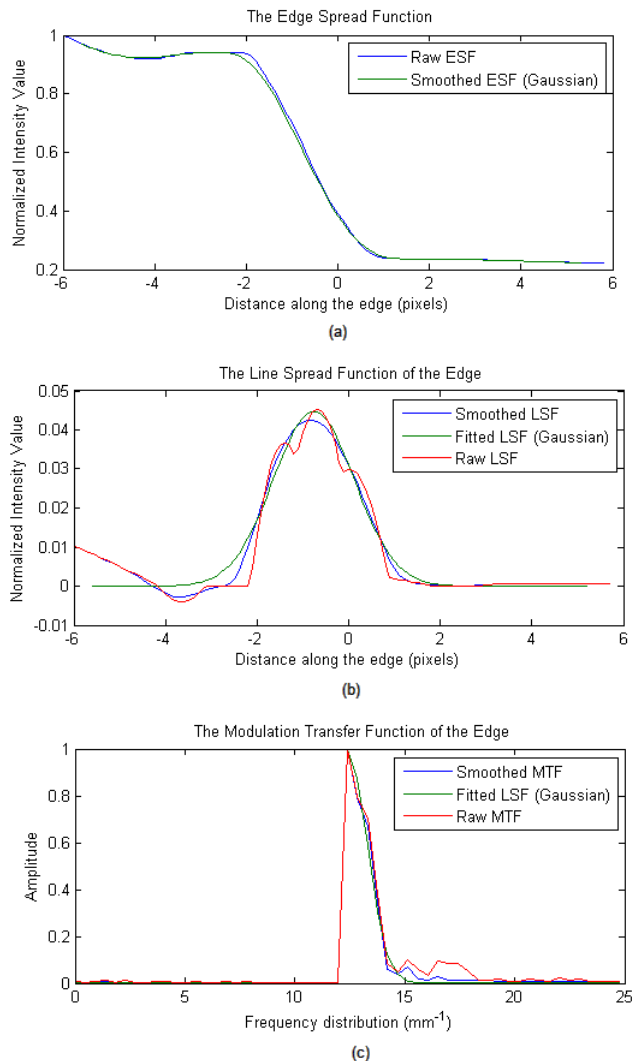 The Edge Spread Function
Normalized Intensity Value
1
0.8
0.6
0.4
0.2
Raw ESF
Smoothed ESF (Gaussian)
-6
-4
-2
0
2
4
6
Distance along the edge (pixels)
(a)
The Line Spread Function of the Edge
Normalized Intensity Value
0.05
0.04
0.03
0.02
0.01
0
-0.01
Smoothed LSF
Fitted LSF (Gaussian)
Raw LSF
-6
-4
-2
0
2
4
6
Distance along the edge (pixels)
(b)
The Modulation Transfer Function of the Edge
Amplitude
1
0.8
0.6
0.4
0.2
0
Smoothed MTF
Fitted LSF (Gaussian)
Raw MTF
0
5
10
15
20
25
Frequency distribution (mm⁻¹)
(c)